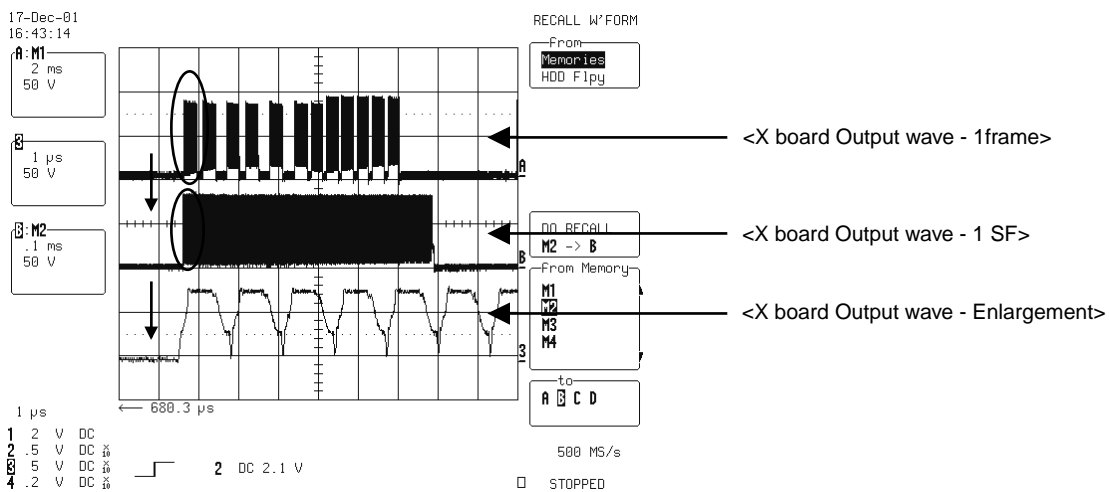 17-Dec-01
16:43:14
A:M1
2 ms
50 V
3
1 µs
50 V
B:M2
.1 ms
50 V
RECALL W'FORM
From
Memories
HDD Flpy
A
<X board Output wave - 1frame>
DO RECALL
M2 -> B
B
<X board Output wave - 1 SF>
From Memory
M1
M2
M3
M4
<X board Output wave - Enlargement>
3
to
A B C D
← 680.3 µs
1 µs
1 2 V DC
2 .5 V DC X10
3 5 V DC X10
4 .2 V DC X10
2 DC 2.1 V
500 MS/s
STOPPED